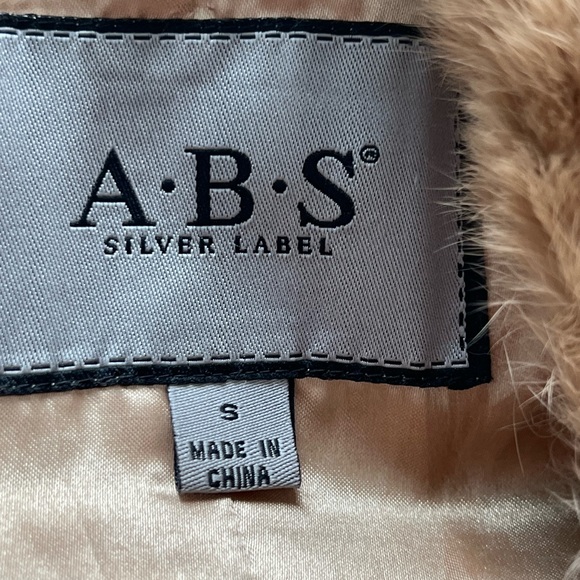 A·B·S®
SILVER LABEL
S
MADE IN
CHINA